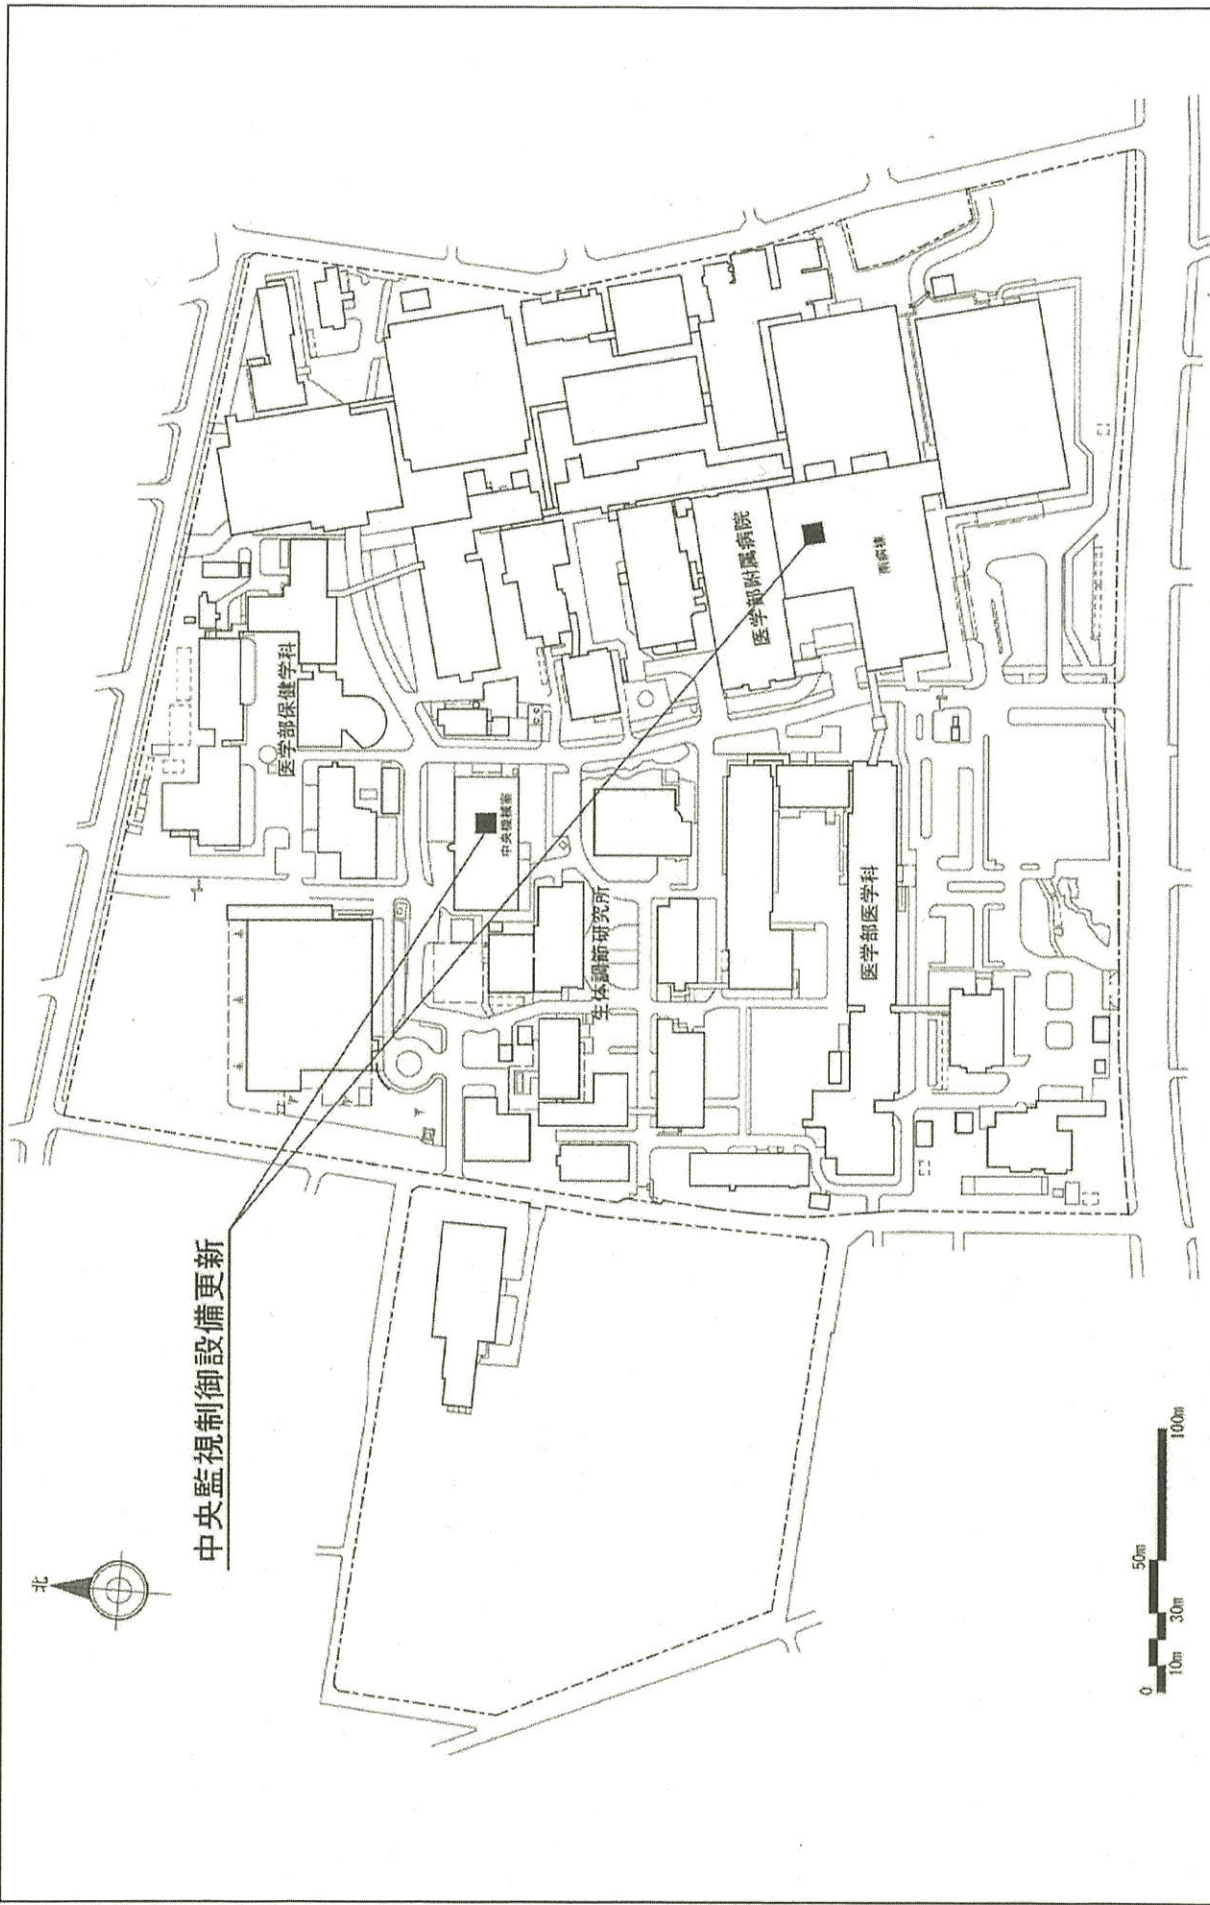 北
中央監視制御設備更新
医学部保健学科
中央機械室
生体調節研究所
医学部附属病院
南病棟
医学部医学科
0
10m
30m
50m
100m